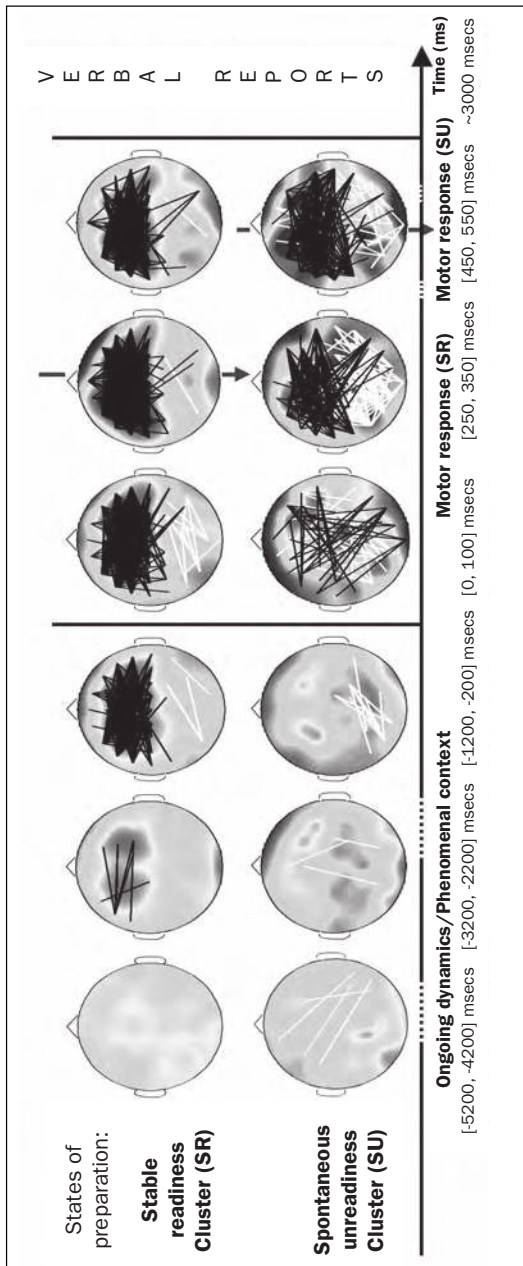 V E R B A L R E P O R T S
States of
preparation:
Stable
readiness
Cluster (SR)
Spontaneous
unreadiness
Cluster (SU)
Time (ms)
Ongoing dynamics/Phenomenal context Motor response (SR) Motor response (SU)
[-5200, -4200] msecs [-3200, -2200] msecs [-1200, -200] msecs [0, 100] msecs [250, 350] msecs [450, 550] msecs ~3000 msecs